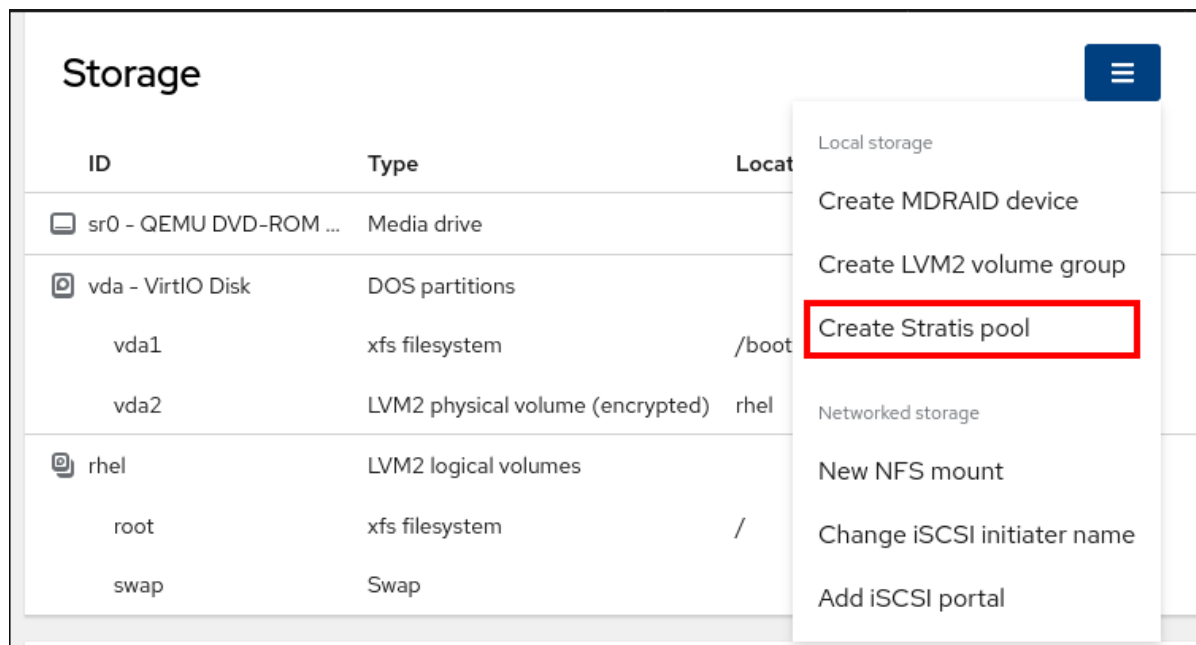 Storage
ID Type Locat
sr0 - QEMU DVD-ROM ... Media drive
vda - VirtIO Disk DOS partitions
vda1 xfs filesystem /boot
vda2 LVM2 physical volume (encrypted) rhel
rhel LVM2 logical volumes
root xfs filesystem /
swap Swap
Local storage
Create MDRAID device
Create LVM2 volume group
Create Stratis pool
Networked storage
New NFS mount
Change iSCSI initiater name
Add iSCSI portal